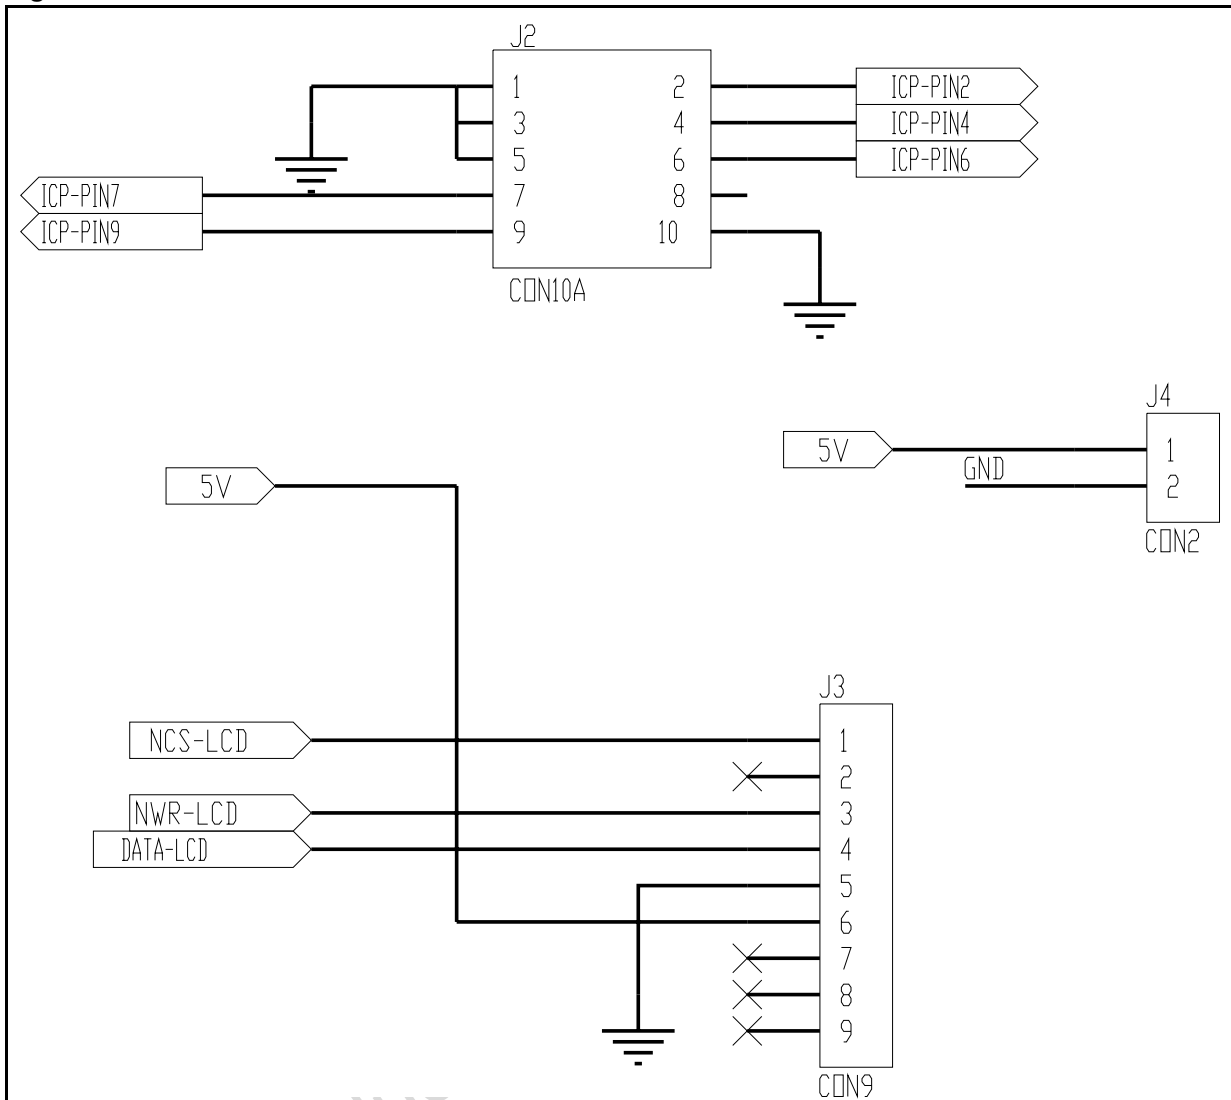 J2
1 2 ICP-PIN2
3 4 ICP-PIN4
5 6 ICP-PIN6
ICP-PIN7 7 8
ICP-PIN9 9 10
CON10A
J4
5V 1
GND 2
CON2
5V
J3
NCS-LCD 1
2
NWR-LCD 3
DATA-LCD 4
5
6
7
8
9
CON9